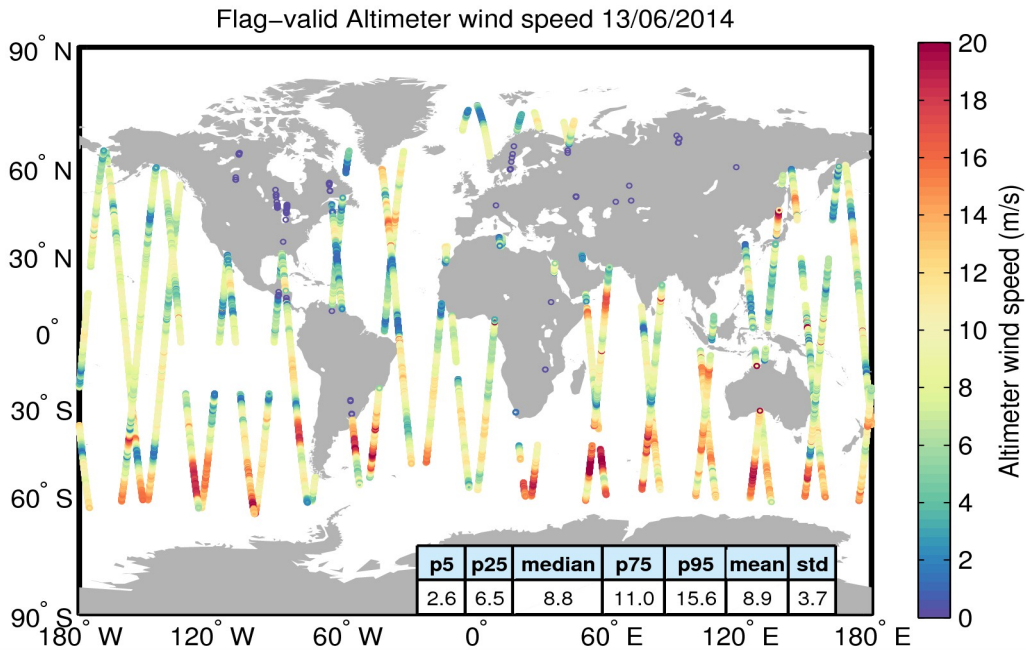 Flag−valid Altimeter wind speed 13/06/2014
90° N
60° N
30° N
0°
30° S
60° S
90° S
180° W
120° W
60° W
0°
60° E
120° E
180° E
p5 p25 median p75 p95 mean std
2.6 6.5 8.8 11.0 15.6 8.9 3.7
20
18
16
14
12
10
8
6
4
2
0
Altimeter wind speed (m/s)